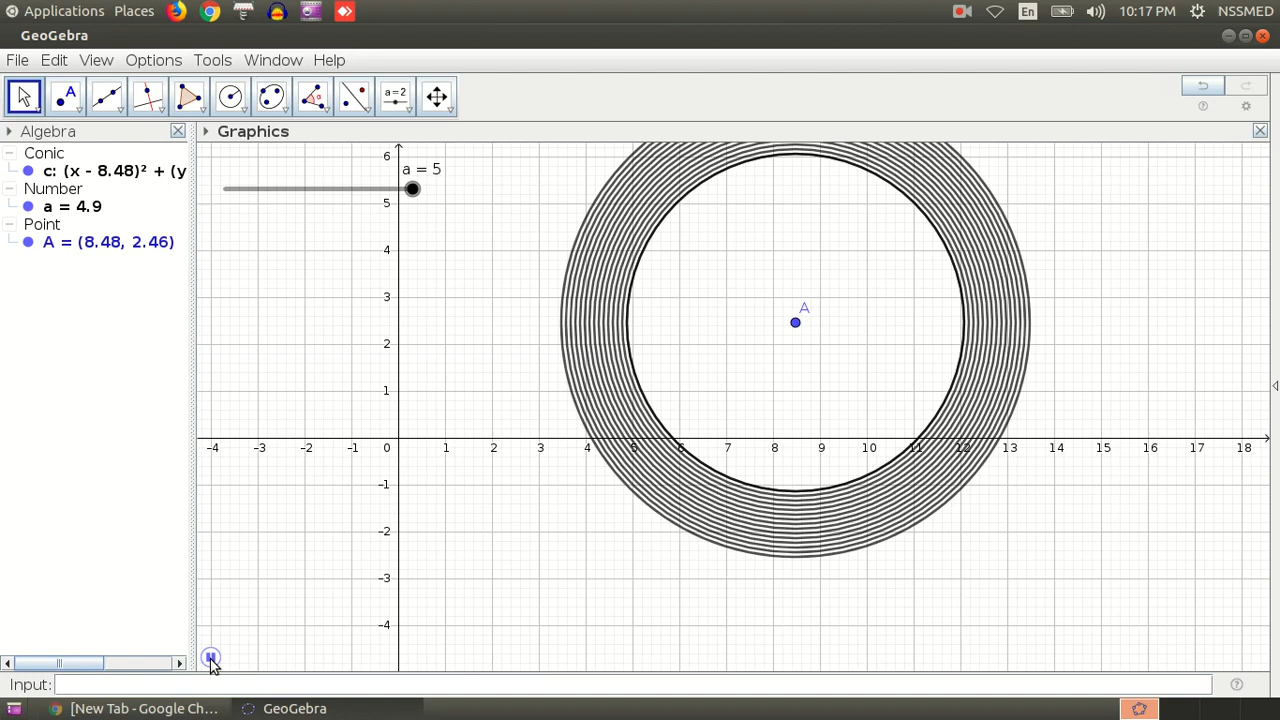 Applications Places En 10:17 PM NSSMED
GeoGebra
File Edit View Options Tools Window Help
A a=2
Algebra Graphics
Conic
c: (x - 8.48)² + (y
Number
a = 4.9
Point
A = (8.48, 2.46)
a = 5
A
6
5
4
3
2
1
-4 -3 -2 -1 0 1 2 3 4 5 6 7 8 9 10 11 12 13 14 15 16 17 18
-1
-2
-3
-4
Input:
[New Tab - Google Ch... GeoGebra